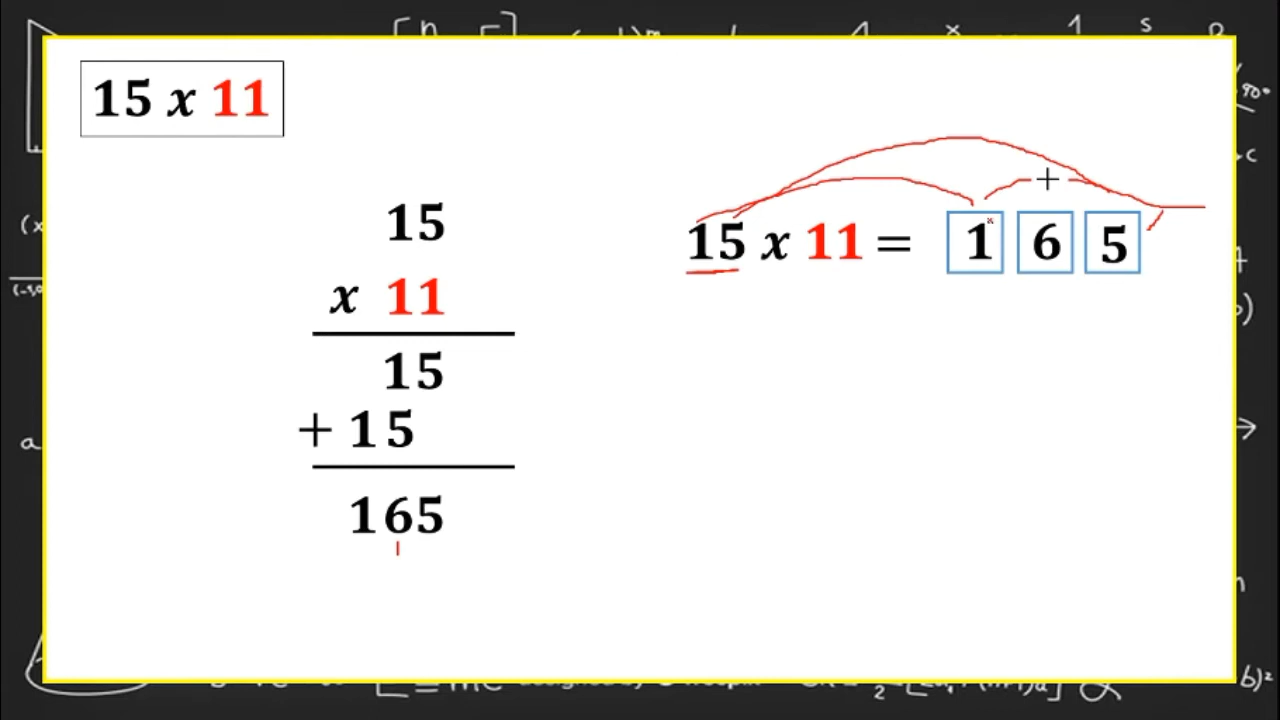 15 x 11
15
x 11
15
+ 15
165
15 x 11 = 1 6 5
+